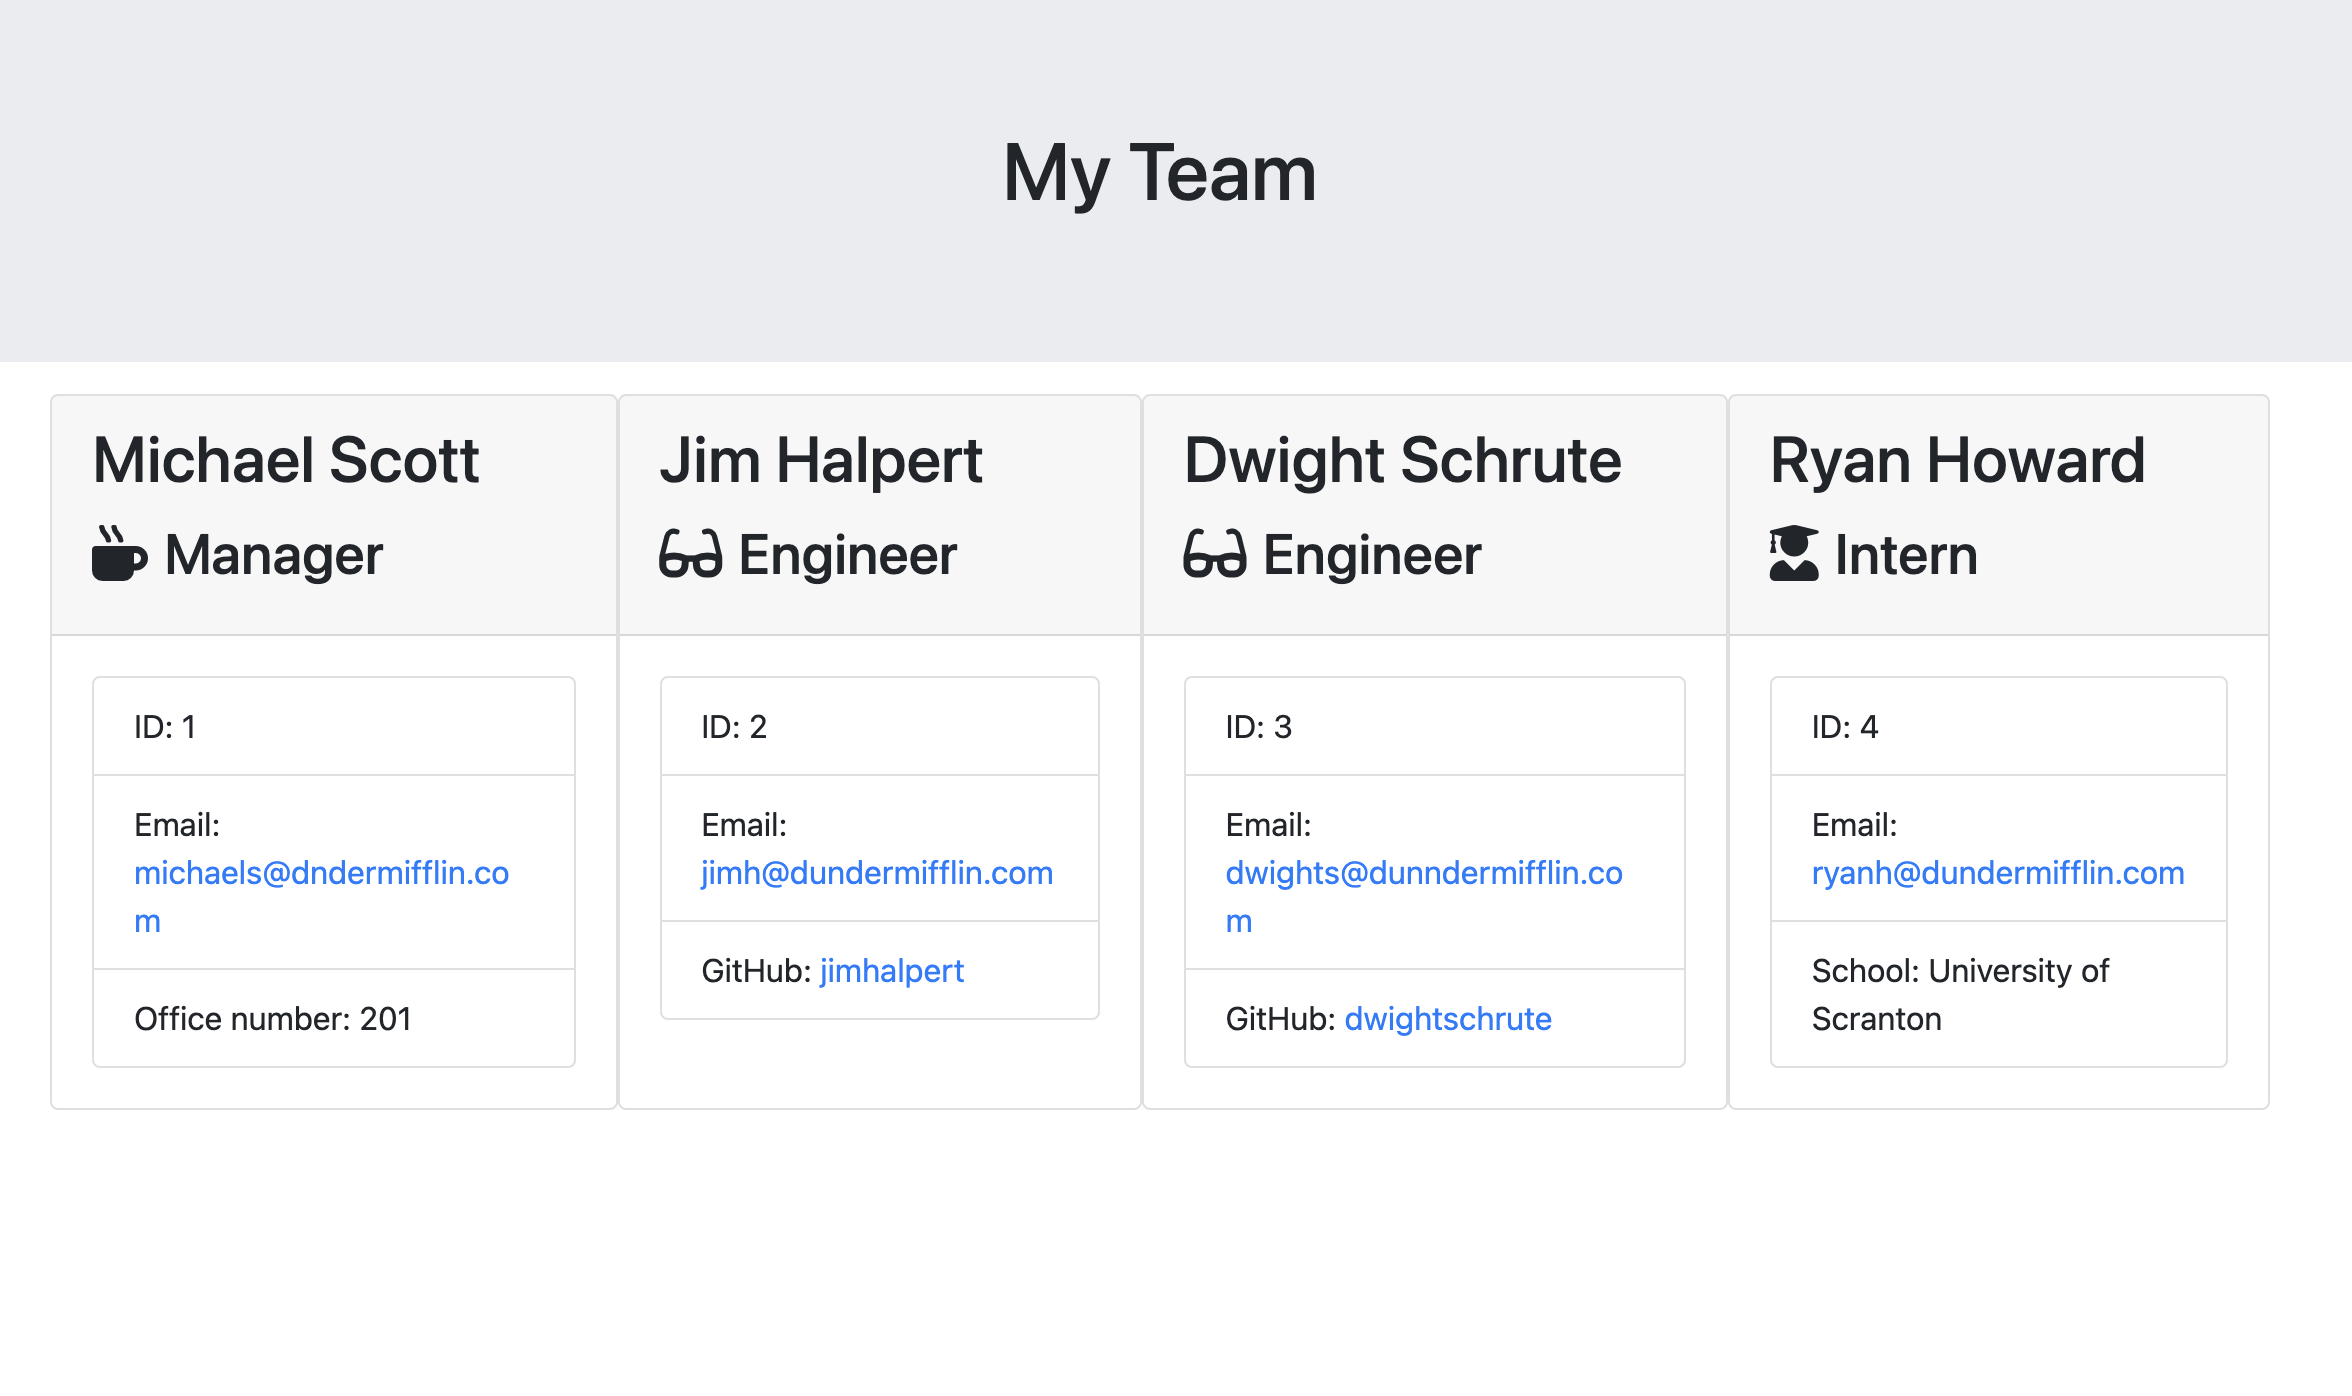 My Team
Michael Scott
Manager
ID: 1
Email:
michaels@dndermifflin.co
m
Office number: 201
Jim Halpert
Engineer
ID: 2
Email:
jimh@dundermifflin.com
GitHub: jimhalpert
Dwight Schrute
Engineer
ID: 3
Email:
dwights@dunndermifflin.co
m
GitHub: dwightschrute
Ryan Howard
Intern
ID: 4
Email:
ryanh@dundermifflin.com
School: University of
Scranton